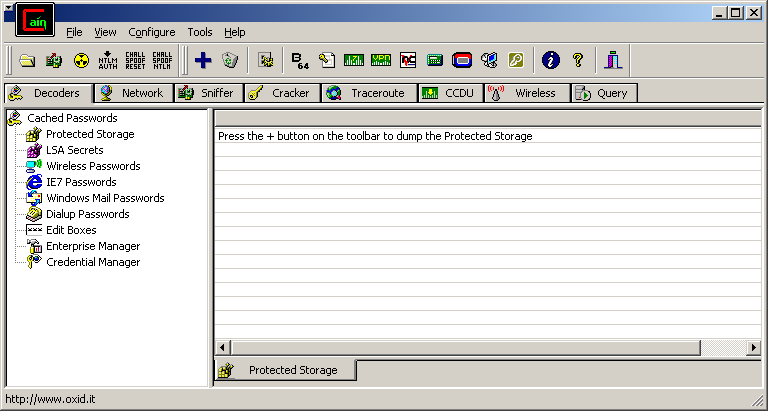 Cain
File View Configure Tools Help
NTLM AUTH CHALL SPOOF RESET CHALL SPOOF NTLM B64 VPN
Decoders Network Sniffer Cracker Traceroute CCDU Wireless Query
Cached Passwords
Press the + button on the toolbar to dump the Protected Storage
Protected Storage
LSA Secrets
Wireless Passwords
IE7 Passwords
Windows Mail Passwords
Dialup Passwords
Edit Boxes
Enterprise Manager
Credential Manager
Protected Storage
http://www.oxid.it